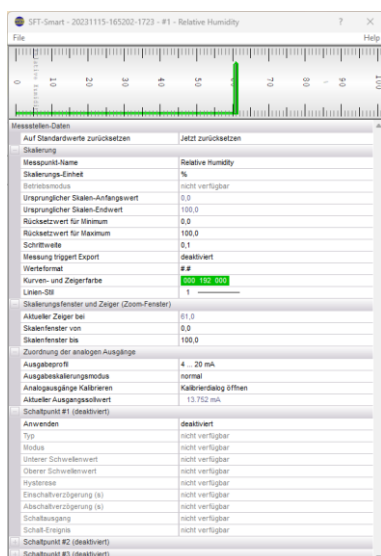 SFT-Smart - 20231115-165202-1723 - #1 - Relative Humidity ? ×
File Help
0 10 20 30 40 50 60 70 80 90 100
Messstellen-Daten
Auf Standardwerte zurücksetzen Jetzt zurücksetzen
Skalierung
Messpunkt-Name Relative Humidity
Skalierungs-Einheit %
Betriebsmodus nicht verfügbar
Ursprunglicher Skalen-Anfangswert 0,0
Ursprunglicher Skalen-Endwert 100,0
Rücksetzwert für Minimum 0,0
Rücksetzwert für Maximum 100,0
Schrittweite 0,1
Messung triggert Export deaktiviert
Werteformat #.#
Kurven- und Zeigerfarbe 000 192 000
Linien-Stil 1
Skalierungsfenster und Zeiger (Zoom-Fenster)
Aktueller Zeiger bei 61,0
Skalenfenster von 0,0
Skalenfenster bis 100,0
Zuordnung der analogen Ausgänge
Ausgabeprofil 4 ... 20 mA
Ausgabeskalierungsmodus normal
Analogausgänge Kalibrieren Kalibrierdialog öffnen
Aktueller Ausgangssollwert 13.752 mA
Schaltpunkt #1 (deaktiviert)
Anwenden deaktiviert
Typ nicht verfügbar
Modus nicht verfügbar
Unterer Schwellenwert nicht verfügbar
Oberer Schwellenwert nicht verfügbar
Hysterese nicht verfügbar
Einschaltverzögerung (s) nicht verfügbar
Abschaltverzögerung (s) nicht verfügbar
Schaltausgang nicht verfügbar
Schalt-Ereignis nicht verfügbar
Schaltpunkt #2 (deaktiviert)
Schaltpunkt #3 (deaktiviert)